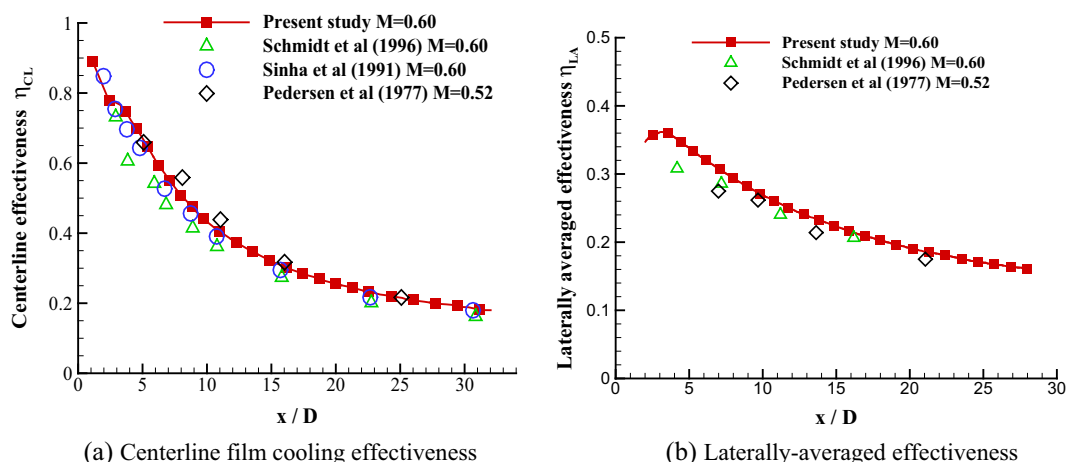 Present study M=0.60
Schmidt et al (1996) M=0.60
Sinha et al (1991) M=0.60
Pedersen et al (1977) M=0.52
Centerline effectiveness η_CL
1
0.8
0.6
0.4
0.2
0
0 5 10 15 20 25 30
x / D
(a) Centerline film cooling effectiveness
Present study M=0.60
Schmidt et al (1996) M=0.60
Pedersen et al (1977) M=0.52
Laterally averaged effectiveness η_LA
0.5
0.4
0.3
0.2
0.1
0.0
0 5 10 15 20 25 30
x / D
(b) Laterally-averaged effectiveness